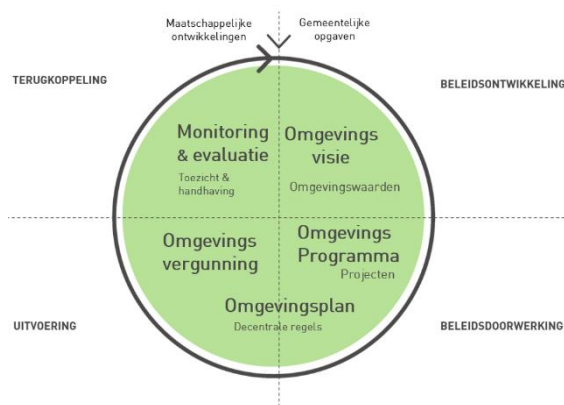 Maatschappelijke
ontwikkelingen
Gemeentelijke
opgaven
TERUGKOPPELING
BELEIDSONTWIKKELING
Monitoring
& evaluatie
Toezicht &
handhaving
Omgevings
visie
Omgevingswaarden
Omgevings
vergunning
Omgevings
Programma
Projecten
Omgevingsplan
Decentrale regels
UITVOERING
BELEIDSDOORWERKING